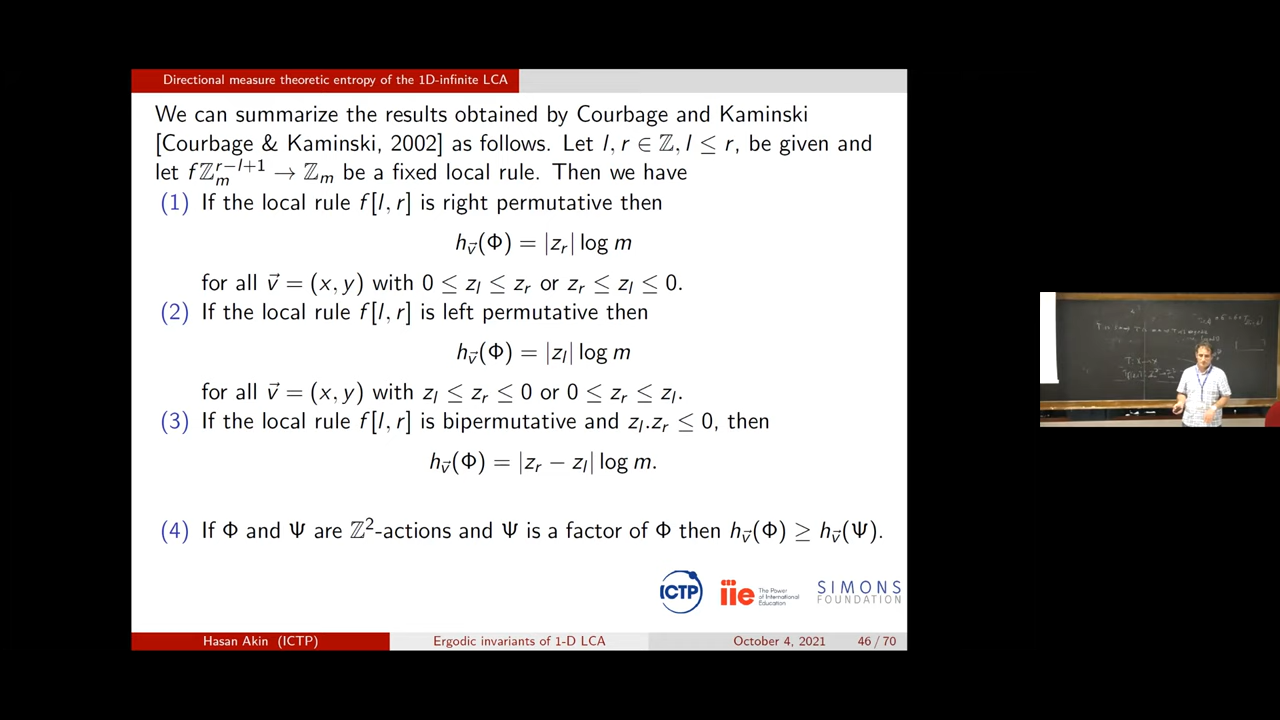 Directional measure theoretic entropy of the 1D-infinite LCA
We can summarize the results obtained by Courbage and Kaminski
[Courbage & Kaminski, 2002] as follows. Let l, r ∈ ℤ, l ≤ r, be given and
let fℤ_m^{r−l+1} → ℤ_m be a fixed local rule. Then we have
(1) If the local rule f[l, r] is right permutative then
h_{v⃗}(Φ) = |z_r| log m
for all v⃗ = (x, y) with 0 ≤ z_l ≤ z_r or z_r ≤ z_l ≤ 0.
(2) If the local rule f[l, r] is left permutative then
h_{v⃗}(Φ) = |z_l| log m
for all v⃗ = (x, y) with z_l ≤ z_r ≤ 0 or 0 ≤ z_r ≤ z_l.
(3) If the local rule f[l, r] is bipermutative and z_l.z_r ≤ 0, then
h_{v⃗}(Φ) = |z_r − z_l| log m.
(4) If Φ and Ψ are ℤ²-actions and Ψ is a factor of Φ then h_{v⃗}(Φ) ≥ h_{v⃗}(Ψ).
ICTP
iie The Power of International Education
SIMONS
FOUNDATION
Hasan Akin (ICTP) Ergodic invariants of 1-D LCA October 4, 2021 46 / 70